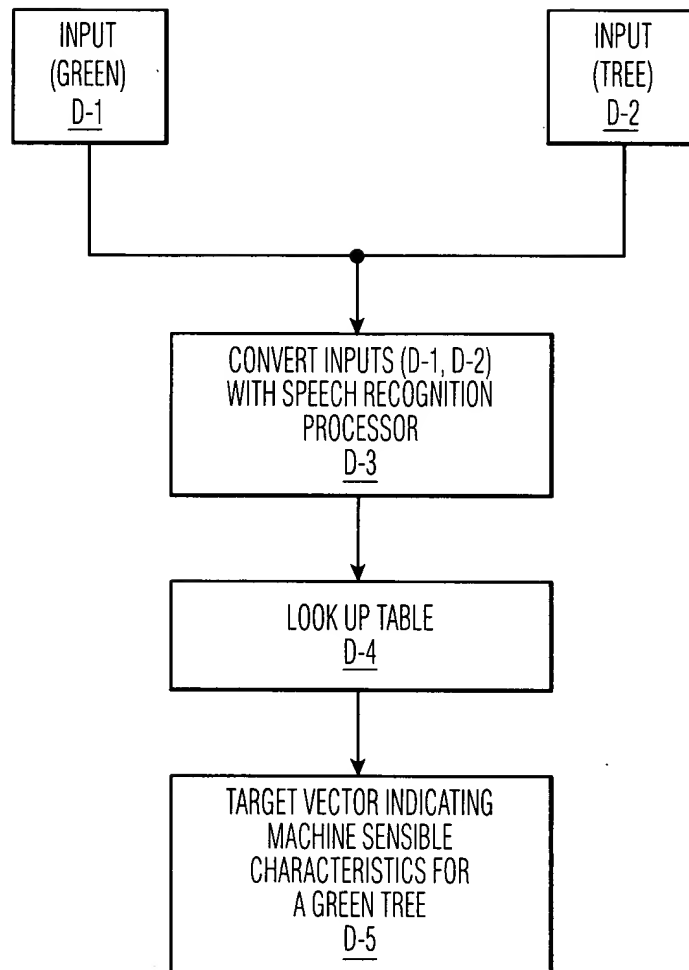 INPUT
(GREEN)
D-1
INPUT
(TREE)
D-2
CONVERT INPUTS (D-1, D-2)
WITH SPEECH RECOGNITION
PROCESSOR
D-3
LOOK UP TABLE
D-4
TARGET VECTOR INDICATING
MACHINE SENSIBLE
CHARACTERISTICS FOR
A GREEN TREE
D-5